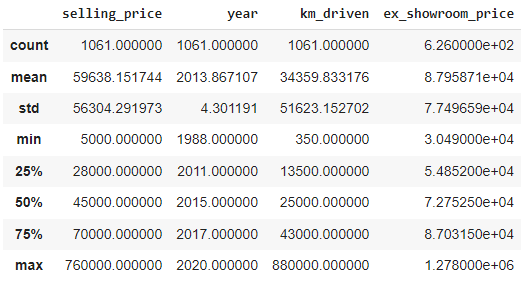 selling_price year km_driven ex_showroom_price
count 1061.000000 1061.000000 1061.000000 6.260000e+02
mean 59638.151744 2013.867107 34359.833176 8.795871e+04
std 56304.291973 4.301191 51623.152702 7.749659e+04
min 5000.000000 1988.000000 350.000000 3.049000e+04
25% 28000.000000 2011.000000 13500.000000 5.485200e+04
50% 45000.000000 2015.000000 25000.000000 7.275250e+04
75% 70000.000000 2017.000000 43000.000000 8.703150e+04
max 760000.000000 2020.000000 880000.000000 1.278000e+06